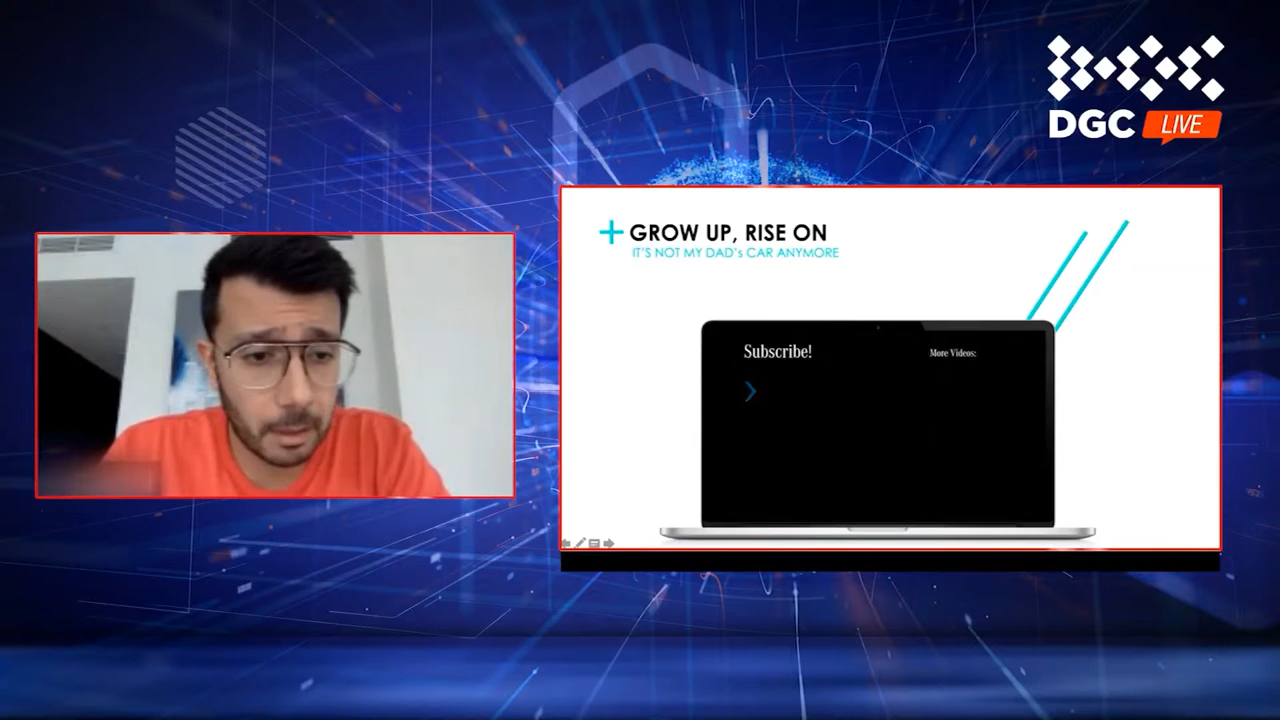 DGC LIVE
GROW UP, RISE ON
IT'S NOT MY DAD's CAR ANYMORE
Subscribe!
More Videos: